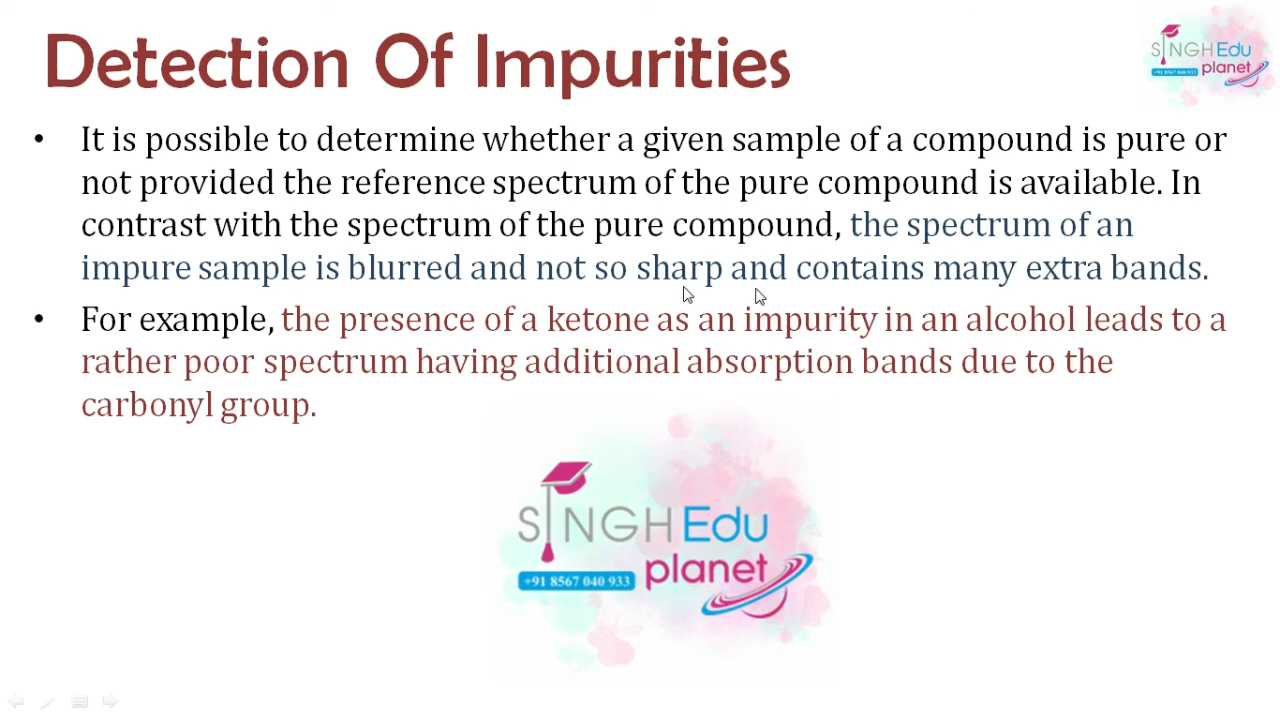 Detection Of Impurities
SINGH Edu
planet
+91 8567 040 933
• It is possible to determine whether a given sample of a compound is pure or
not provided the reference spectrum of the pure compound is available. In
contrast with the spectrum of the pure compound, the spectrum of an
impure sample is blurred and not so sharp and contains many extra bands.
• For example, the presence of a ketone as an impurity in an alcohol leads to a
rather poor spectrum having additional absorption bands due to the
carbonyl group.
SINGH Edu
planet
+91 8567 040 933